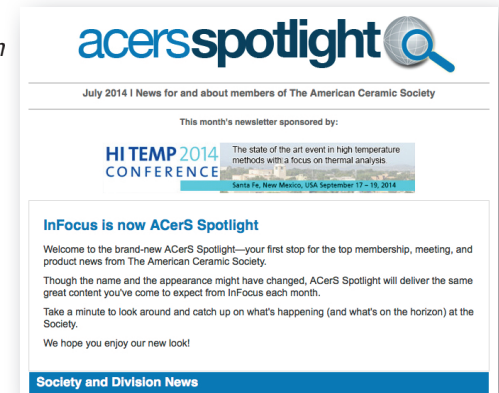 acersspotlight
July 2014 I News for and about members of The American Ceramic Society
This month's newsletter sponsored by:
HI TEMP 2014
CONFERENCE
The state of the art event in high temperature
methods with a focus on thermal analysis.
Santa Fe, New Mexico, USA September 17 – 19, 2014
InFocus is now ACerS Spotlight
Welcome to the brand-new ACerS Spotlight—your first stop for the top membership, meeting, and
product news from The American Ceramic Society.
Though the name and the appearance might have changed, ACerS Spotlight will deliver the same
great content you've come to expect from InFocus each month.
Take a minute to look around and catch up on what's happening (and what's on the horizon) at the
Society.
We hope you enjoy our new look!
Society and Division News